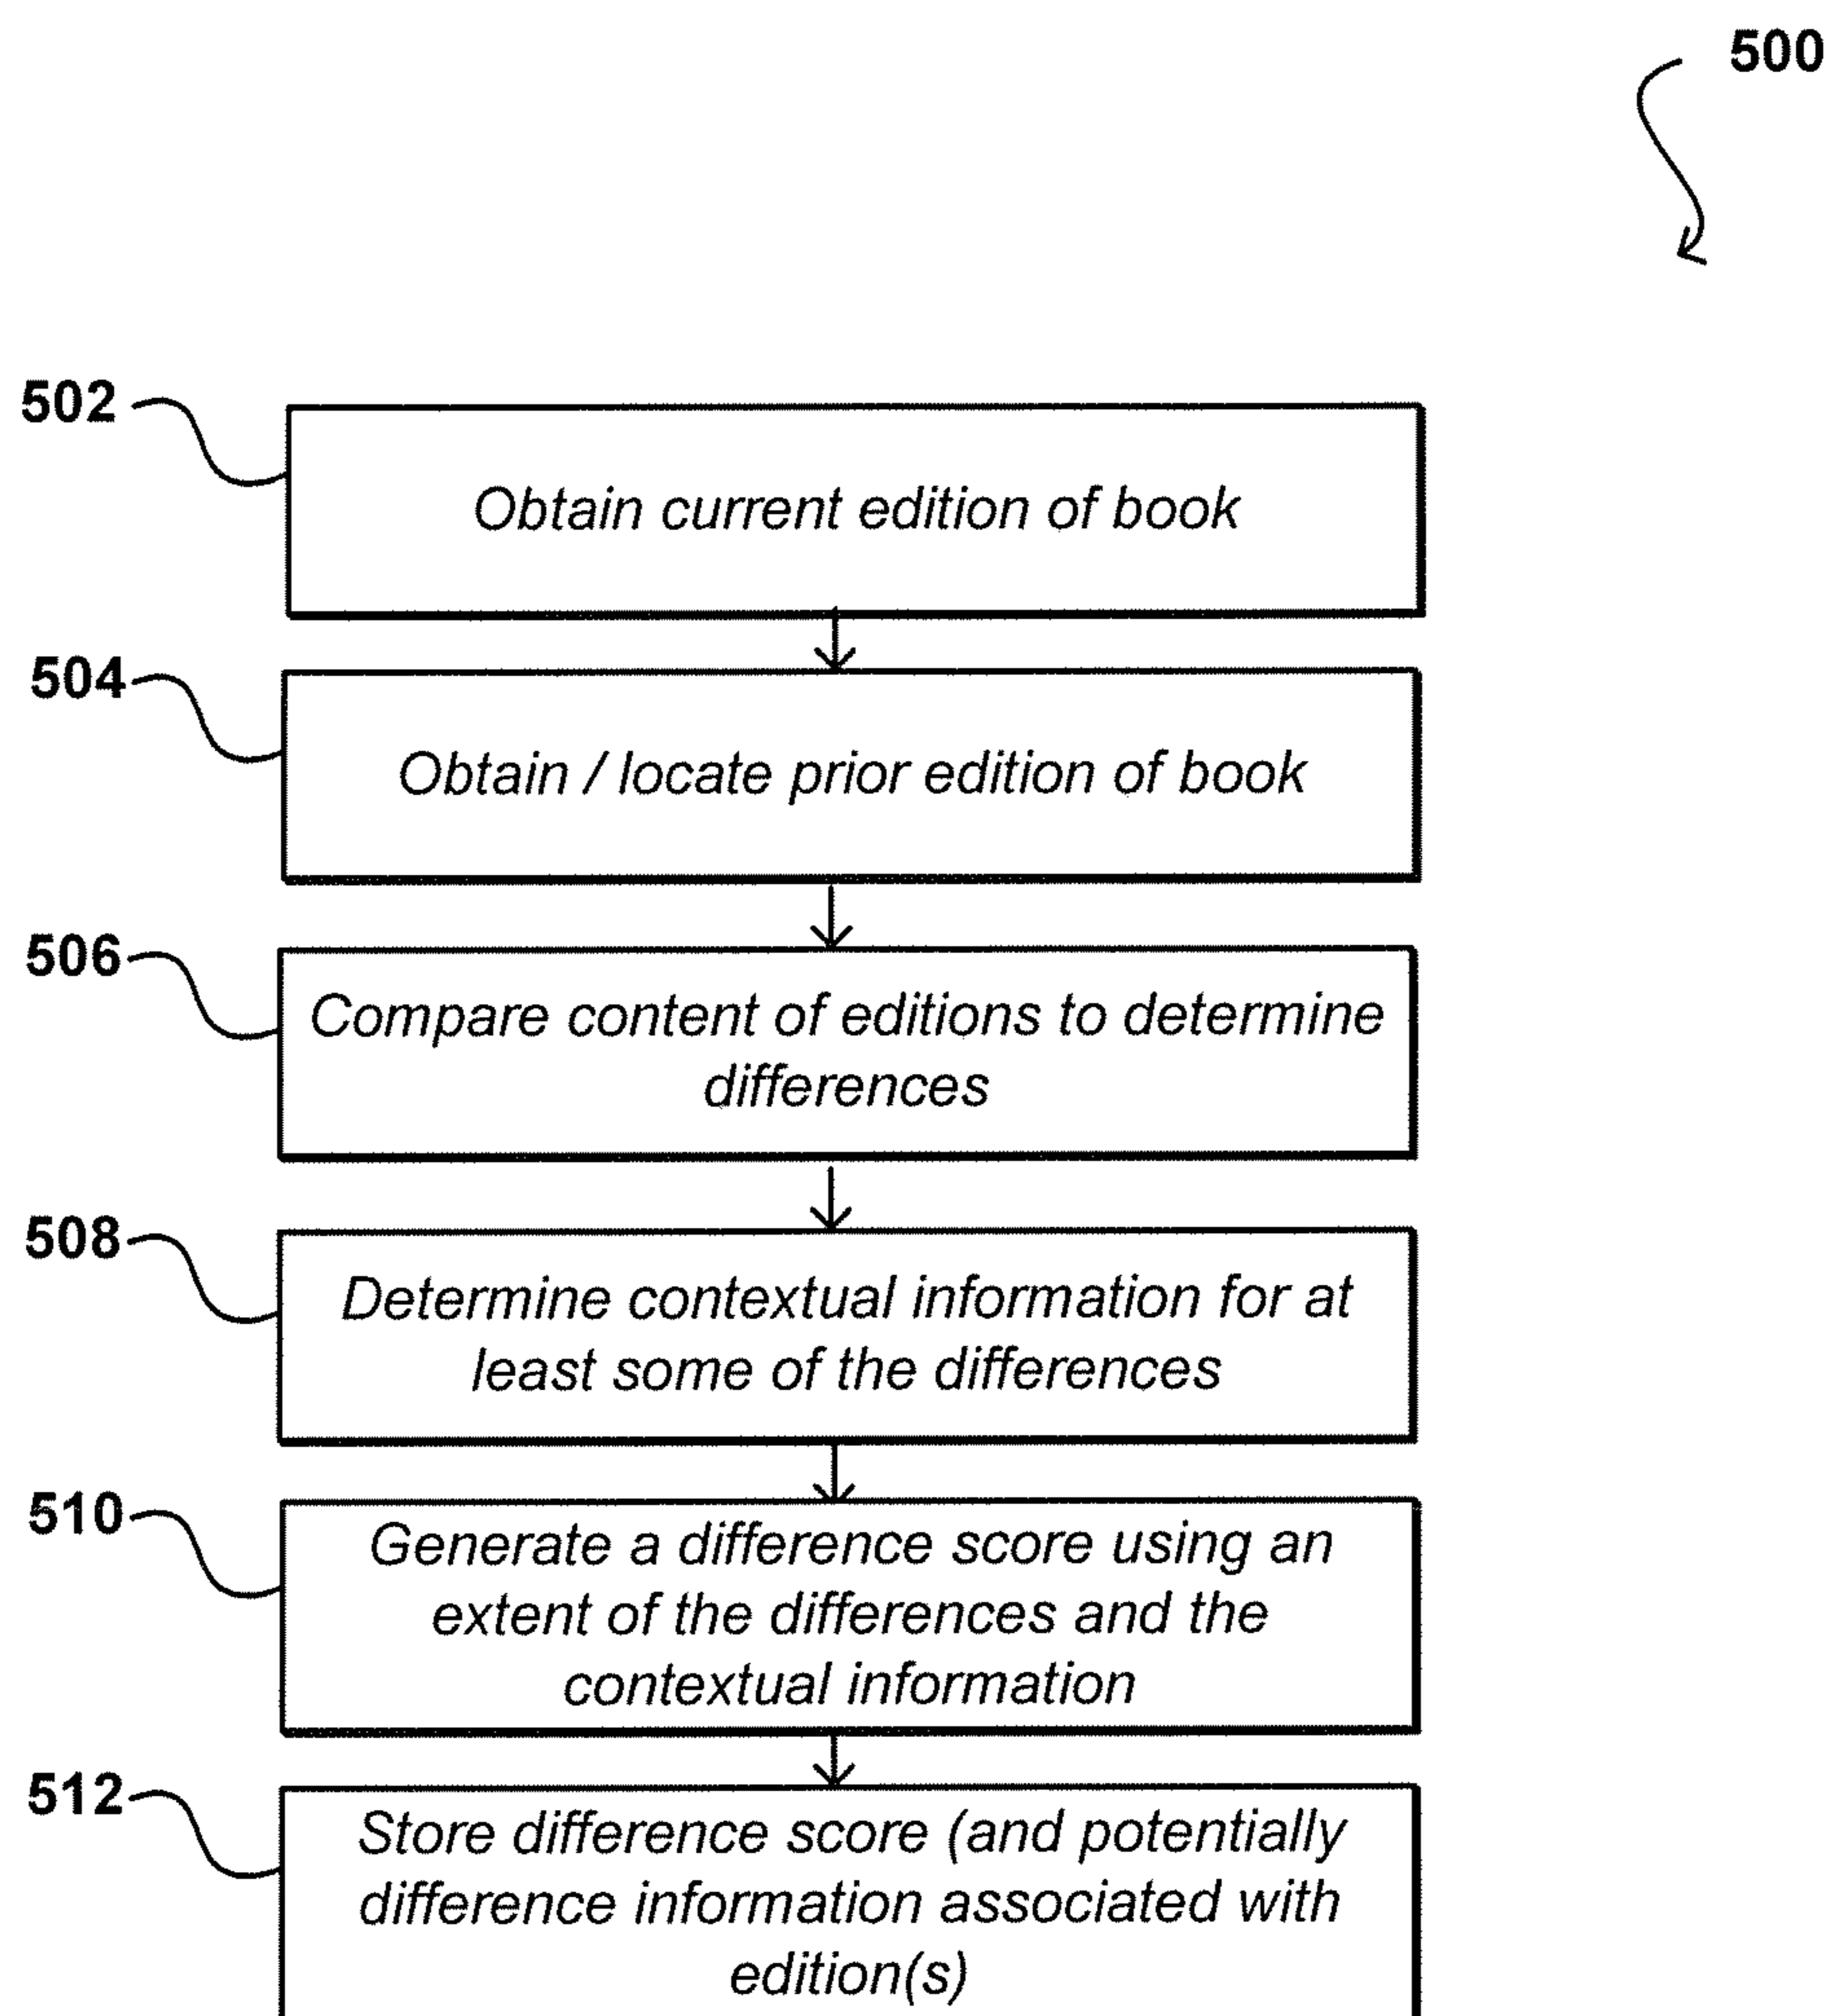 500
502
Obtain current edition of book
504
Obtain / locate prior edition of book
506
Compare content of editions to determine
differences
508
Determine contextual information for at
least some of the differences
510
Generate a difference score using an
extent of the differences and the
contextual information
512
Store difference score (and potentially
difference information associated with
edition(s)